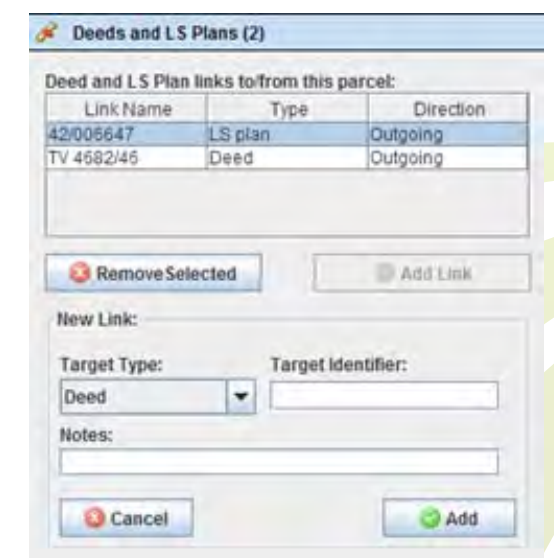 Deeds and LS Plans (2)
Deed and LS Plan links to/from this parcel:
Link Name Type Direction
42/006647 LS plan Outgoing
TV 4682/46 Deed Outgoing
Remove Selected Add Link
New Link:
Target Type: Target Identifier:
Deed
Notes:
Cancel Add